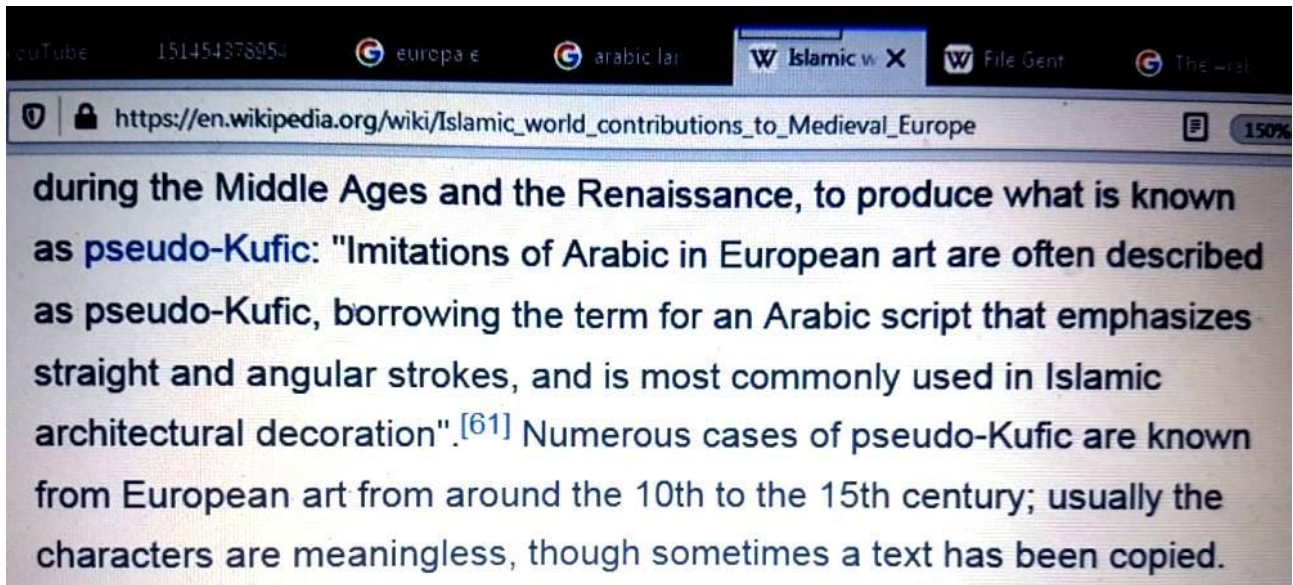 151454378954
europa e
arabic lan
Islamic w
File Gent
https://en.wikipedia.org/wiki/Islamic_world_contributions_to_Medieval_Europe
150%
during the Middle Ages and the Renaissance, to produce what is known
as pseudo-Kufic: "Imitations of Arabic in European art are often described
as pseudo-Kufic, borrowing the term for an Arabic script that emphasizes
straight and angular strokes, and is most commonly used in Islamic
architectural decoration".[61] Numerous cases of pseudo-Kufic are known
from European art from around the 10th to the 15th century; usually the
characters are meaningless, though sometimes a text has been copied.